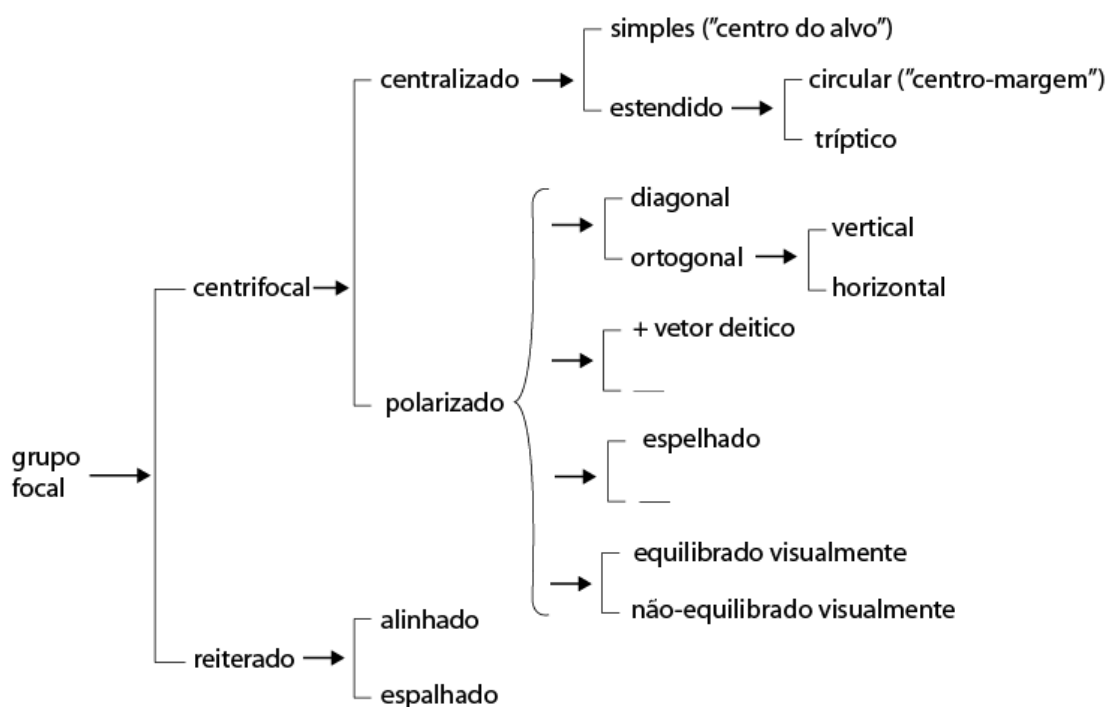 simples ("centro do alvo")
centralizado
circular ("centro-margem")
estendido
tríptico
diagonal
vertical
ortogonal
centrifocal
horizontal
+ vetor deitico
polarizado
espelhado
grupo
focal
equilibrado visualmente
não-equilibrado visualmente
alinhado
reiterado
espalhado